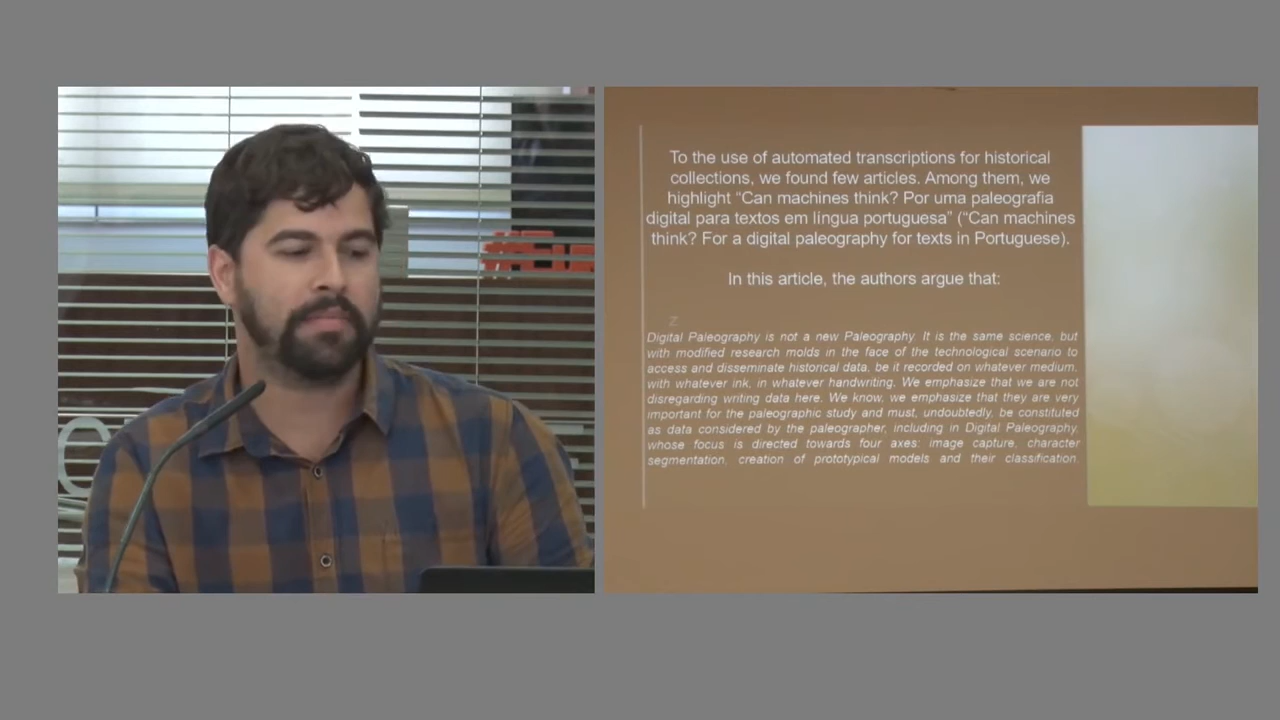 To the use of automated transcriptions for historical
collections, we found few articles. Among them, we
highlight “Can machines think? Por uma paleografia
digital para textos em língua portuguesa” (“Can machines
think? For a digital paleography for texts in Portuguese).
In this article, the authors argue that:
Z
Digital Paleography is not a new Paleography. It is the same science, but
with modified research molds in the face of the technological scenario to
access and disseminate historical data, be it recorded on whatever medium,
with whatever ink, in whatever handwriting. We emphasize that we are not
disregarding writing data here. We know, we emphasize that they are very
important for the paleographic study and must, undoubtedly, be constituted
as data considered by the paleographer, including in Digital Paleography,
whose focus is directed towards four axes: image capture, character
segmentation, creation of prototypical models and their classification.